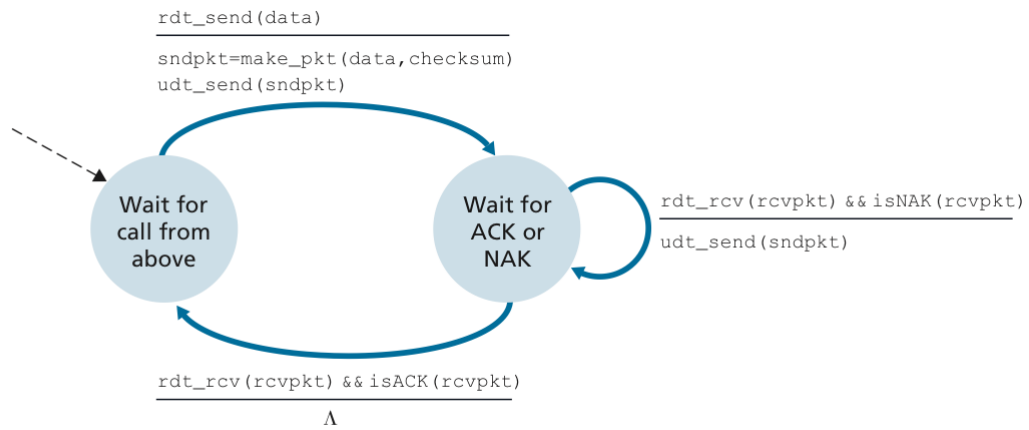 rdt_send(data)
sndpkt=make_pkt(data,checksum)
udt_send(sndpkt)
Wait for
call from
above
Wait for
ACK or
NAK
rdt_rcv(rcvpkt) && isNAK(rcvpkt)
udt_send(sndpkt)
rdt_rcv(rcvpkt) && isACK(rcvpkt)
Λ